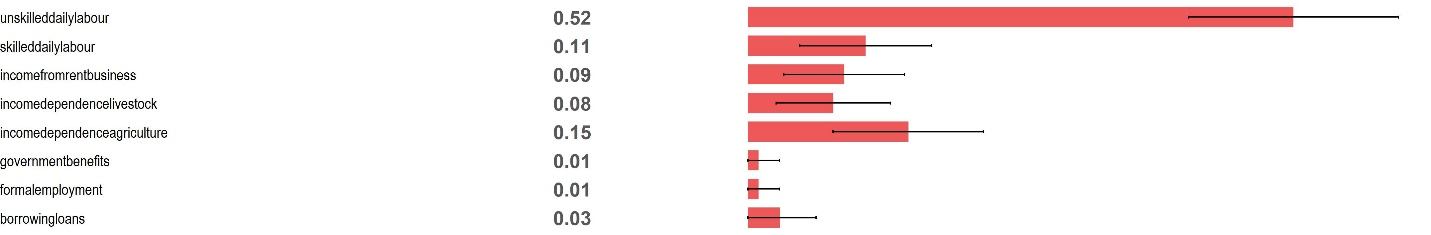 unskilleddailylabour 0.52
skilleddailylabour 0.11
incomefromrentbusiness 0.09
incomedependencelivestock 0.08
incomedependenceagriculture 0.15
governmentbenefits 0.01
formalemployment 0.01
borrowingloans 0.03